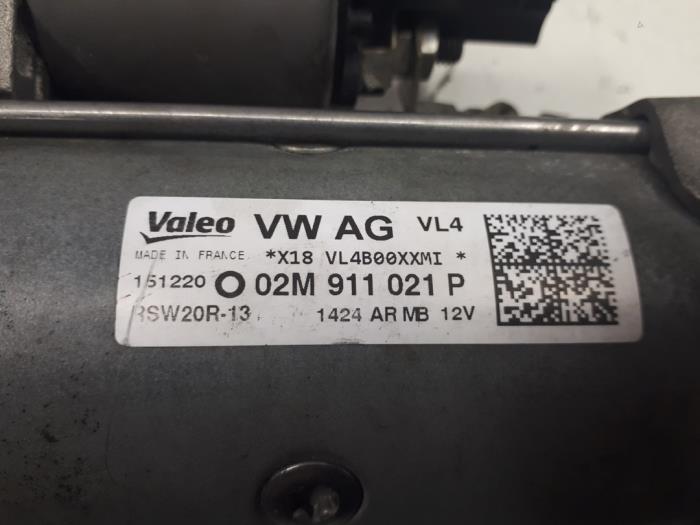 Valeo VW AG VL4
MADE IN FRANCE *X18 VL4B00XXMI *
151220 02M 911 021 P
RSW20R-13 1424 AR MB 12V